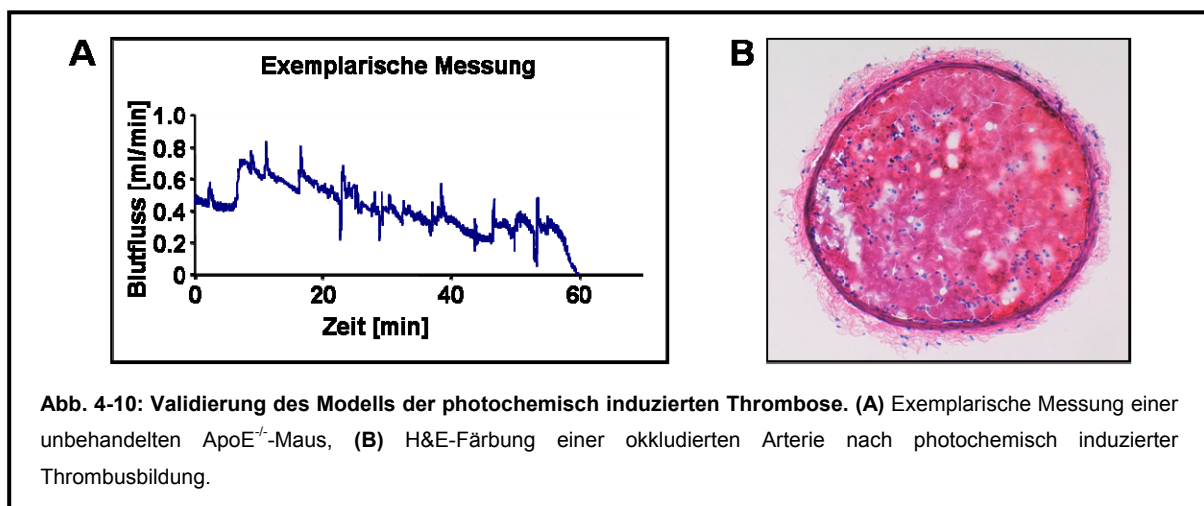 A
Exemplarische Messung
Blutfluss [ml/min]
1.0
0.8
0.6
0.4
0.2
0
0 20 40 60
Zeit [min]
B
Abb. 4-10: Validierung des Modells der photochemisch induzierten Thrombose. (A) Exemplarische Messung einer
unbehandelten ApoE-/--Maus, (B) H&E-Färbung einer okkludierten Arterie nach photochemisch induzierter
Thrombusbildung.